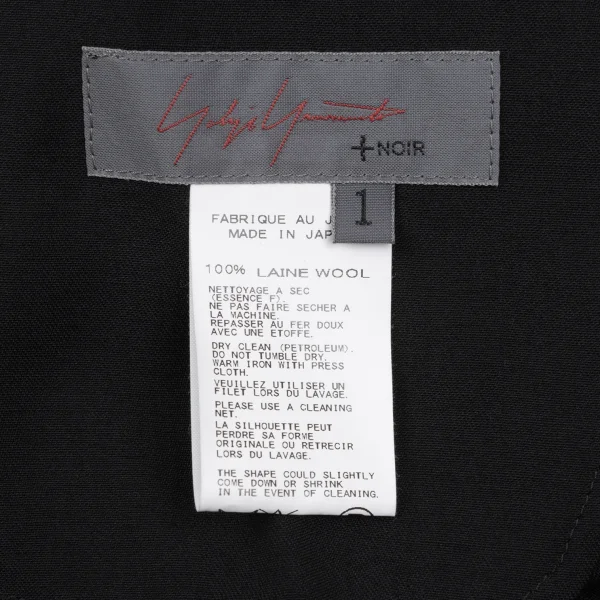 Yohji Yamamoto
+NOIR
1
FABRIQUE AU
MADE IN JAP
100% LAINE WOOL
NETTOYAGE A SEC
(ESSENCE F).
NE PAS FAIRE SECHER A
LA MACHINE.
REPASSER AU FER DOUX
AVEC UNE ETOFFE.
DRY CLEAN (PETROLEUM).
DO NOT TUMBLE DRY.
WARM IRON WITH PRESS
CLOTH.
VEUILLEZ UTILISER UN
FILET LORS DU LAVAGE.
PLEASE USE A CLEANING
NET.
LA SILHOUETTE PEUT
PERDRE SA FORME
ORIGINALE OU RETRECIR
LORS DU LAVAGE.
THE SHAPE COULD SLIGHTLY
COME DOWN OR SHRINK
IN THE EVENT OF CLEANING.